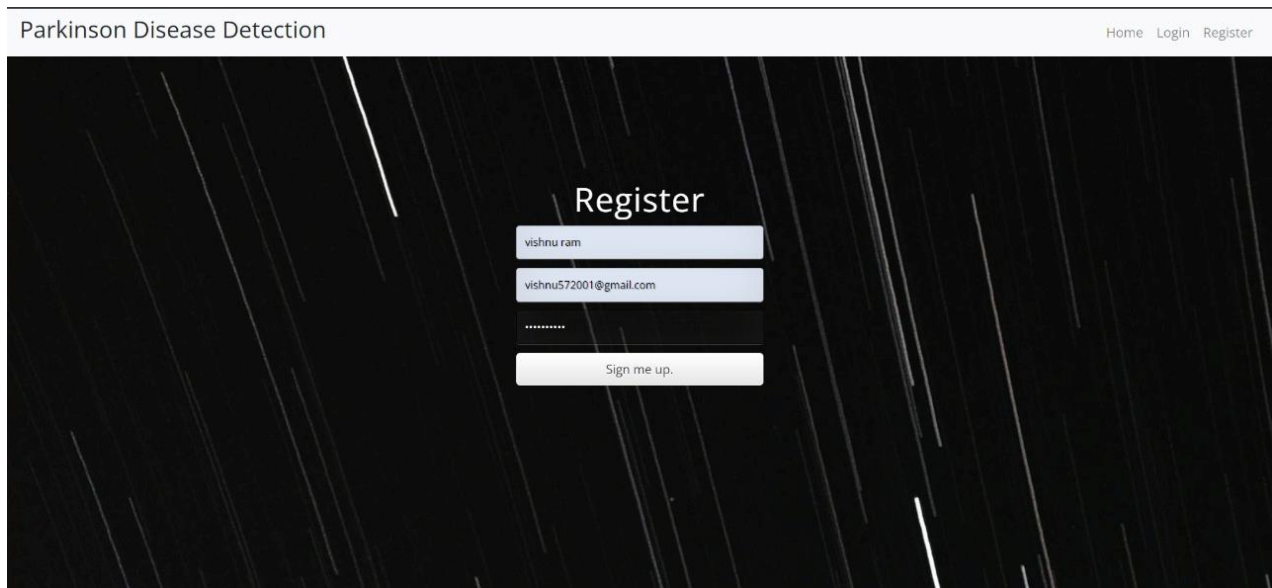 Parkinson Disease Detection
Home Login Register
Register
vishnu ram
vishnu572001@gmail.com
••••••••••
Sign me up.